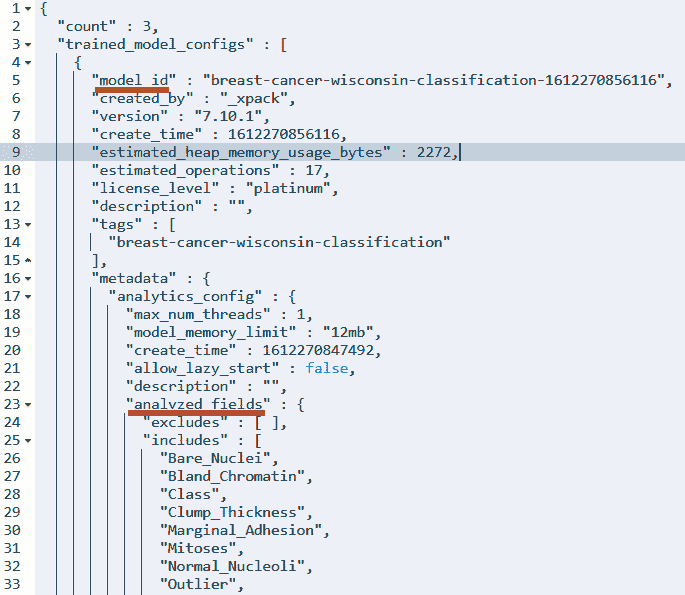 1 {
2 "count" : 3,
3 "trained_model_configs" : [
4 {
5 "model_id" : "breast-cancer-wisconsin-classification-1612270856116",
6 "created_by" : "_xpack",
7 "version" : "7.10.1",
8 "create_time" : 1612270856116,
9 "estimated_heap_memory_usage_bytes" : 2272,
10 "estimated_operations" : 17,
11 "license_level" : "platinum",
12 "description" : "",
13 "tags" : [
14 "breast-cancer-wisconsin-classification"
15 ],
16 "metadata" : {
17 "analytics_config" : {
18 "max_num_threads" : 1,
19 "model_memory_limit" : "12mb",
20 "create_time" : 1612270847492,
21 "allow_lazy_start" : false,
22 "description" : "",
23 "analyzed_fields" : {
24 "excludes" : [ ],
25 "includes" : [
26 "Bare_Nuclei",
27 "Bland_Chromatin",
28 "Class",
29 "Clump_Thickness",
30 "Marginal_Adhesion",
31 "Mitoses",
32 "Normal_Nucleoli",
33 "Outlier",